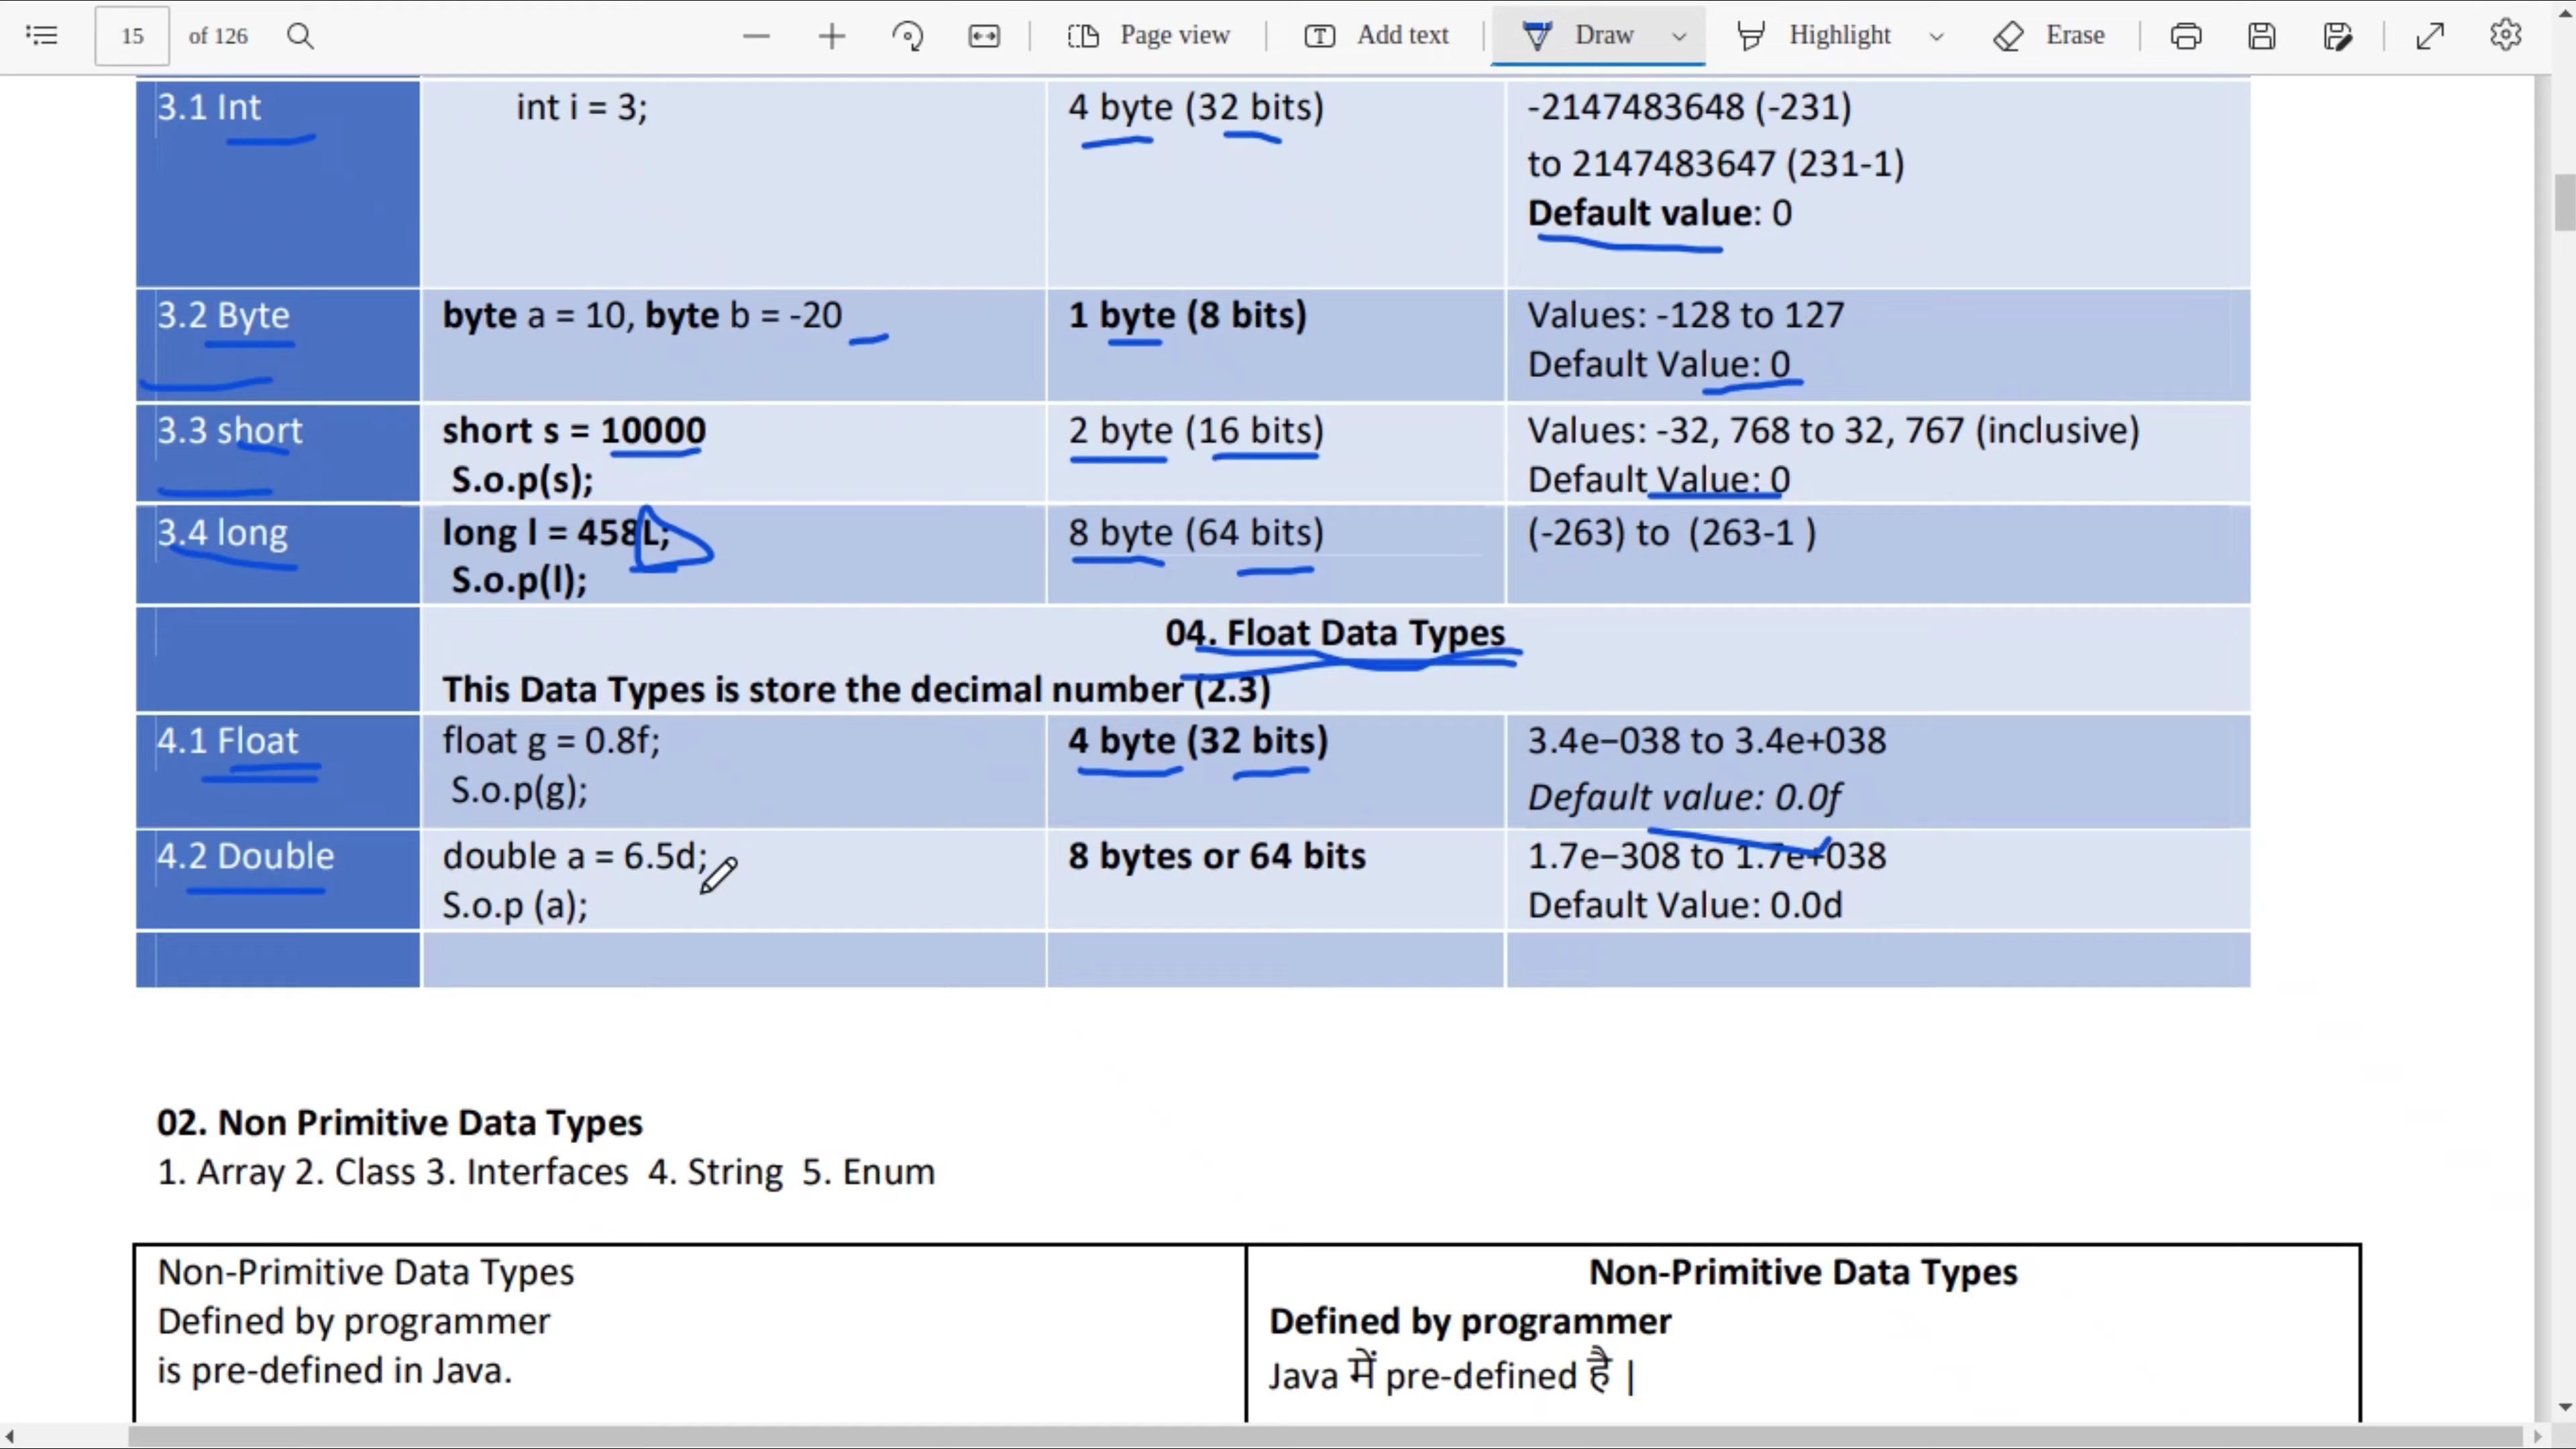 15 of 126 Page view Add text Draw Highlight Erase
3.1 Int int i = 3; 4 byte (32 bits) -2147483648 (-231)
to 2147483647 (231-1)
Default value: 0
3.2 Byte byte a = 10, byte b = -20 1 byte (8 bits) Values: -128 to 127
Default Value: 0
3.3 short short s = 10000 2 byte (16 bits) Values: -32, 768 to 32, 767 (inclusive)
S.o.p(s); Default Value: 0
3.4 long long l = 458L; 8 byte (64 bits) (-263) to (263-1 )
S.o.p(l);
04. Float Data Types
This Data Types is store the decimal number (2.3)
4.1 Float float g = 0.8f; 4 byte (32 bits) 3.4e−038 to 3.4e+038
S.o.p(g); Default value: 0.0f
4.2 Double double a = 6.5d; 8 bytes or 64 bits 1.7e−308 to 1.7e+038
S.o.p (a); Default Value: 0.0d
02. Non Primitive Data Types
1. Array 2. Class 3. Interfaces 4. String 5. Enum
Non-Primitive Data Types
Defined by programmer
is pre-defined in Java.
Non-Primitive Data Types
Defined by programmer
Java में pre-defined है |